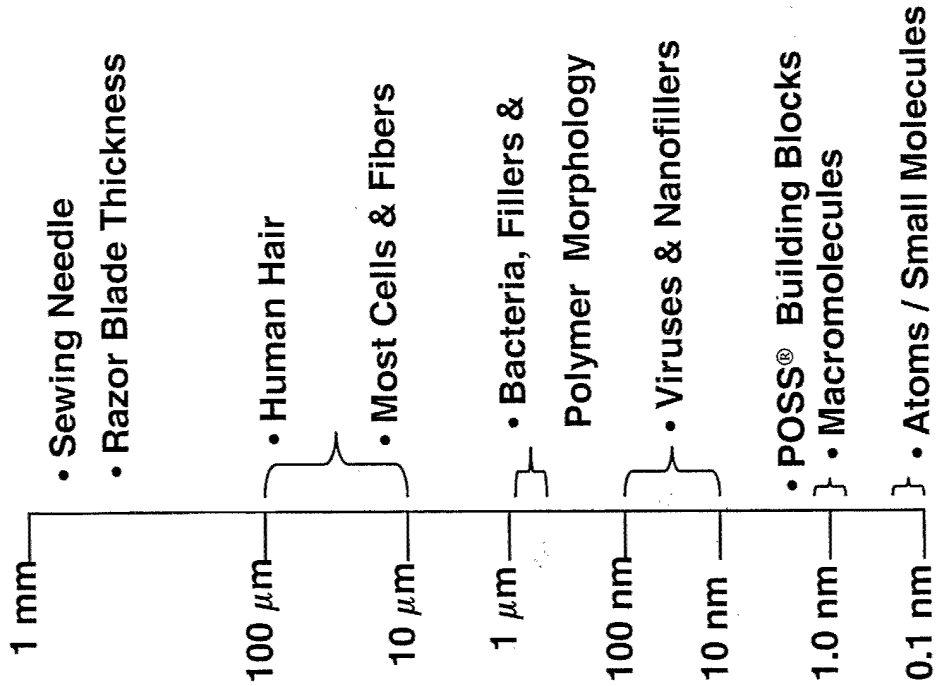 1 mm
• Sewing Needle
• Razor Blade Thickness
100 μm
• Human Hair
10 μm
• Most Cells & Fibers
1 μm
• Bacteria, Fillers &
Polymer Morphology
100 nm
• Viruses & Nanofillers
10 nm
• POSS® Building Blocks
1.0 nm
• Macromolecules
0.1 nm
• Atoms / Small Molecules